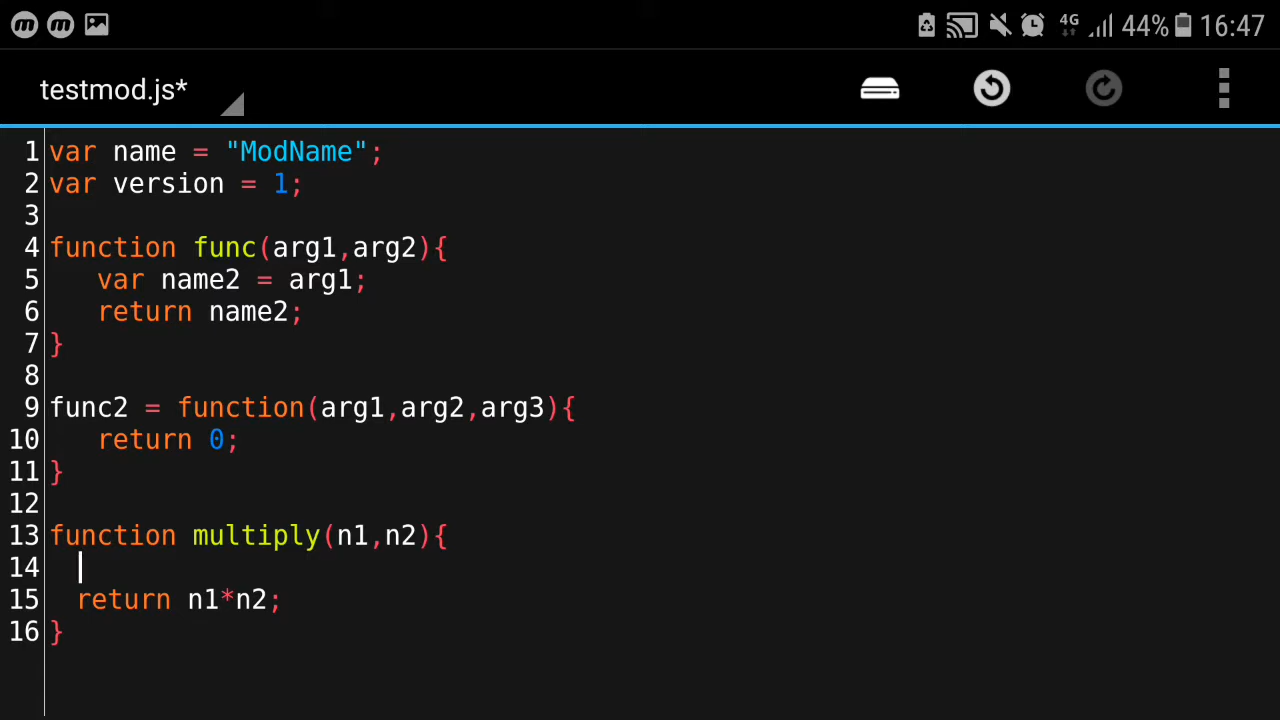 4G 44% 16:47
testmod.js*
1 var name = "ModName";
2 var version = 1;
3
4 function func(arg1,arg2){
5    var name2 = arg1;
6    return name2;
7 }
8
9 func2 = function(arg1,arg2,arg3){
10    return 0;
11 }
12
13 function multiply(n1,n2){
14
15   return n1*n2;
16 }